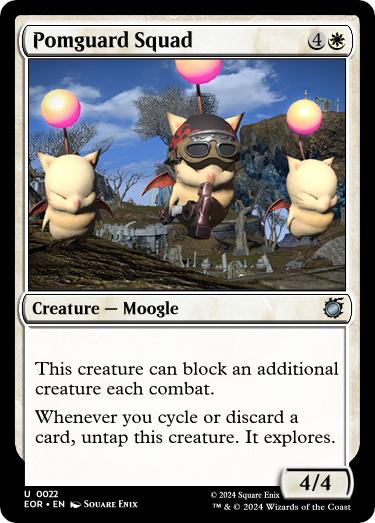 Pomguard Squad 4
Creature — Moogle
This creature can block an additional
creature each combat.
Whenever you cycle or discard a
card, untap this creature. It explores.
4/4
U 0022
EOR • EN SQUARE ENIX
© 2024 Square Enix
™ & © 2024 Wizards of the Coast